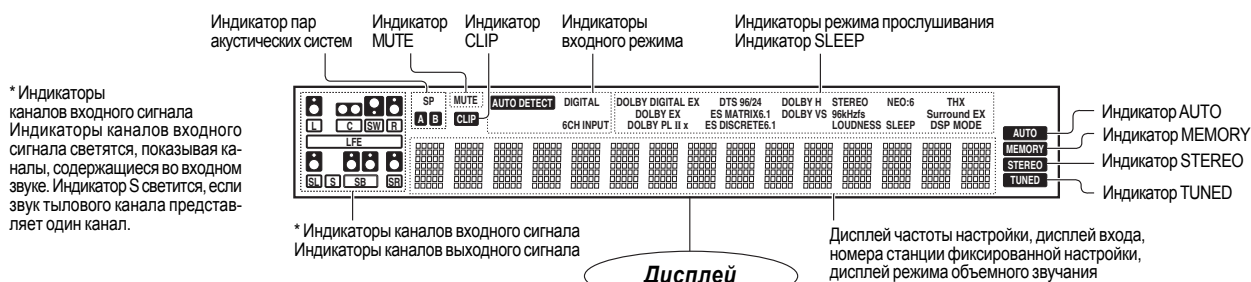 Индикатор пар
акустических систем
Индикатор
MUTE
Индикатор
CLIP
Индикаторы
входного режима
Индикаторы режима прослушивания
Индикатор SLEEP
* Индикаторы
каналов входного сигнала
Индикаторы каналов входного
сигнала светятся, показывая ка-
налы, содержащиеся во входном
звуке. Индикатор S светится, если
звук тылового канала представ-
ляет один канал.
L C SW R
LFE
SL S SB SR
SP
A B
MUTE
CLIP
AUTO DETECT DIGITAL
6CH INPUT
DOLBY DIGITAL EX DTS 96/24 DOLBY H STEREO NEO:6 THX
DOLBY EX ES MATRIX6.1 DOLBY VS 96kHzfs Surround EX
DOLBY PL II x ES DISCRETE6.1 LOUDNESS SLEEP DSP MODE
AUTO
MEMORY
STEREO
TUNED
Индикатор AUTO
Индикатор MEMORY
Индикатор STEREO
Индикатор TUNED
* Индикаторы каналов входного сигнала
Индикаторы каналов выходного сигнала
Дисплей
Дисплей частоты настройки, дисплей входа,
номера станции фиксированной настройки,
дисплей режима объемного звучания